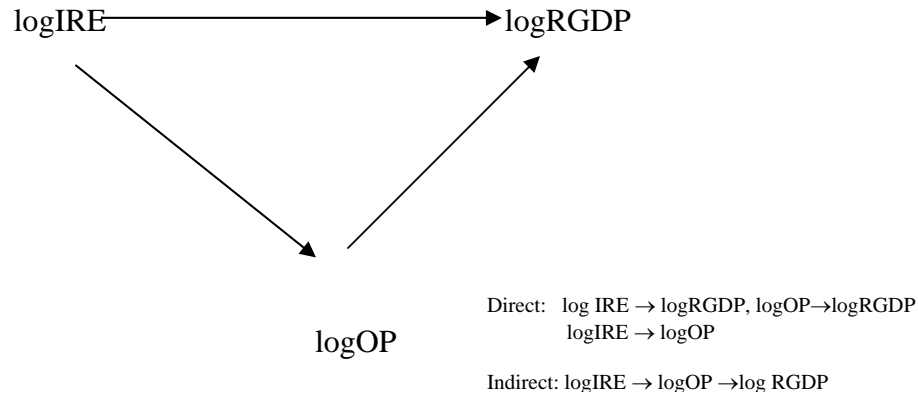 logIRE logRGDP
logOP
Direct: log IRE → logRGDP, logOP→logRGDP
logIRE → logOP
Indirect: logIRE → logOP →log RGDP